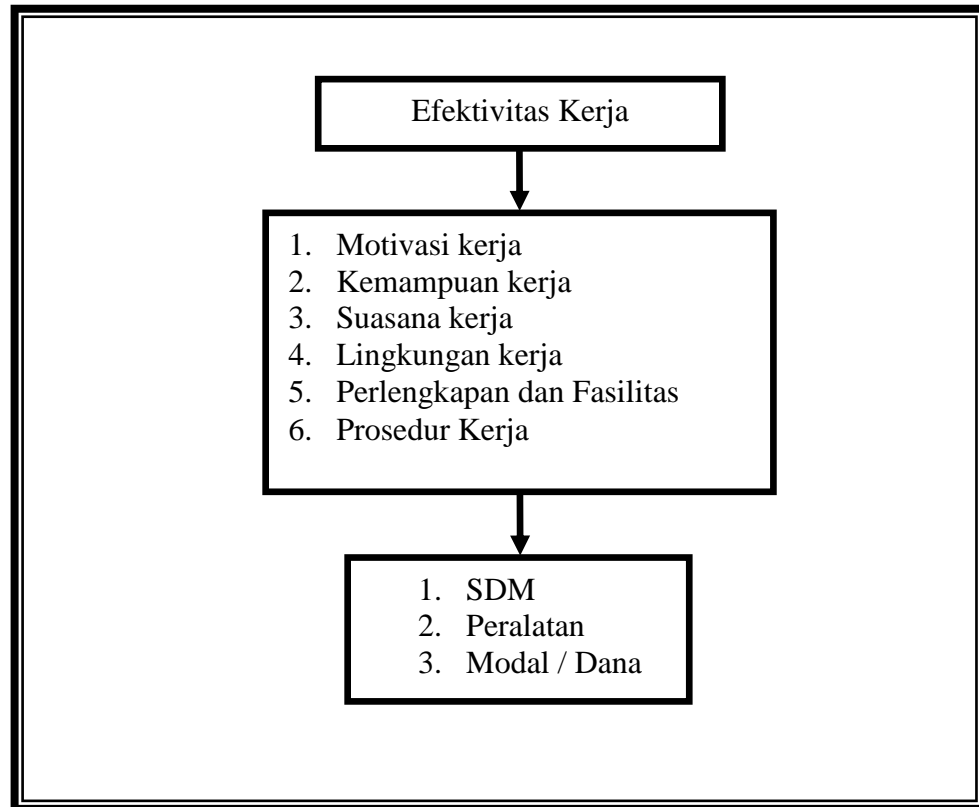 Efektivitas Kerja
1. Motivasi kerja
2. Kemampuan kerja
3. Suasana kerja
4. Lingkungan kerja
5. Perlengkapan dan Fasilitas
6. Prosedur Kerja
1. SDM
2. Peralatan
3. Modal / Dana